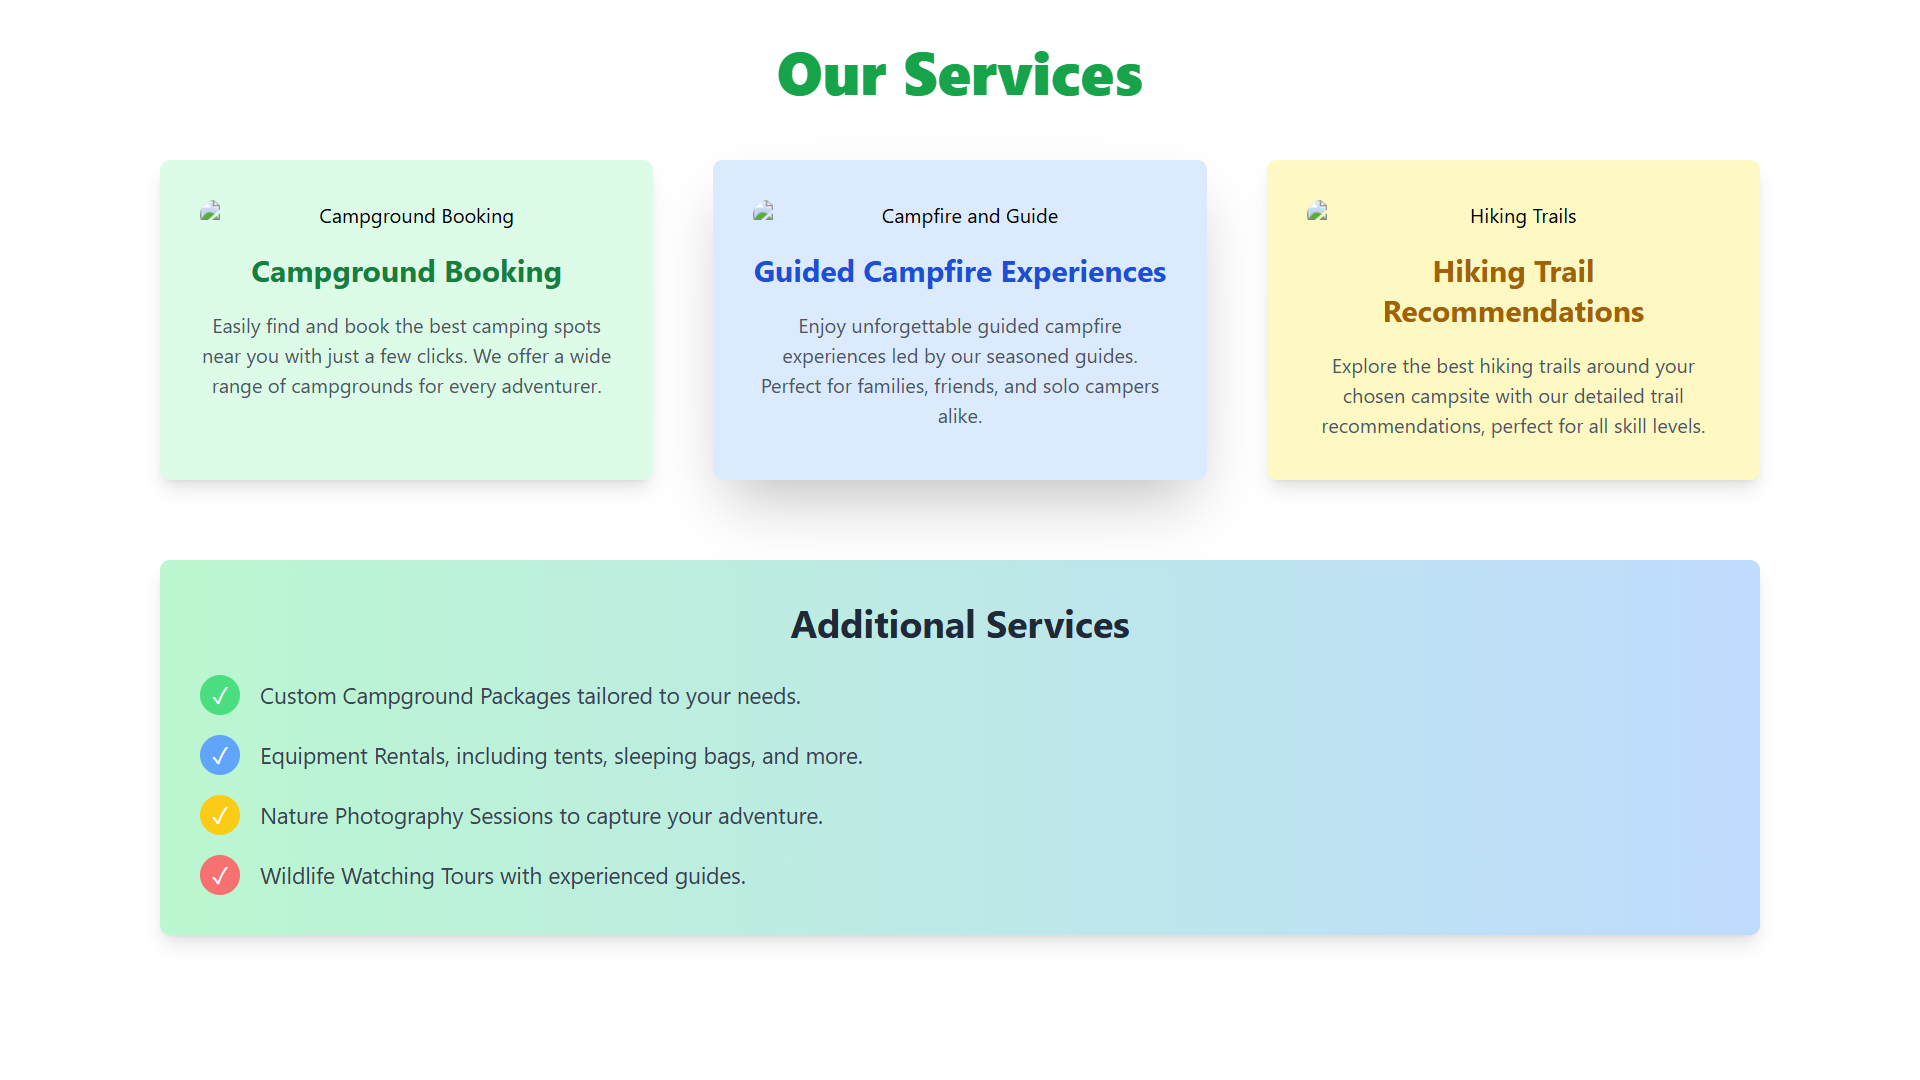 Our Services
Campground Booking
Campground Booking
Easily find and book the best camping spots
near you with just a few clicks. We offer a wide
range of campgrounds for every adventurer.
Campfire and Guide
Guided Campfire Experiences
Enjoy unforgettable guided campfire
experiences led by our seasoned guides.
Perfect for families, friends, and solo campers
alike.
Hiking Trails
Hiking Trail
Recommendations
Explore the best hiking trails around your
chosen campsite with our detailed trail
recommendations, perfect for all skill levels.
Additional Services
✓ Custom Campground Packages tailored to your needs.
✓ Equipment Rentals, including tents, sleeping bags, and more.
✓ Nature Photography Sessions to capture your adventure.
✓ Wildlife Watching Tours with experienced guides.